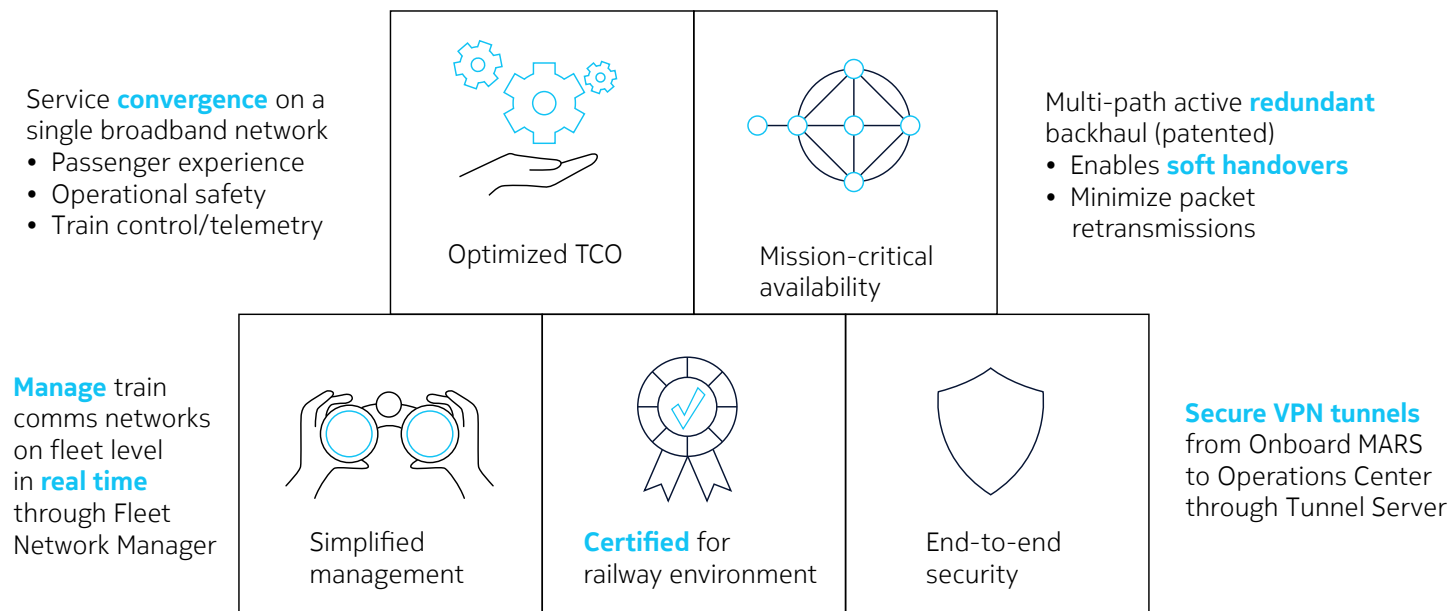 Service convergence on a
single broadband network
• Passenger experience
• Operational safety
• Train control/telemetry
Optimized TCO
Mission-critical
availability
Multi-path active redundant
backhaul (patented)
• Enables soft handovers
• Minimize packet
retransmissions
Manage train
comms networks
on fleet level
in real time
through Fleet
Network Manager
Simplified
management
Certified for
railway environment
End-to-end
security
Secure VPN tunnels
from Onboard MARS
to Operations Center
through Tunnel Server